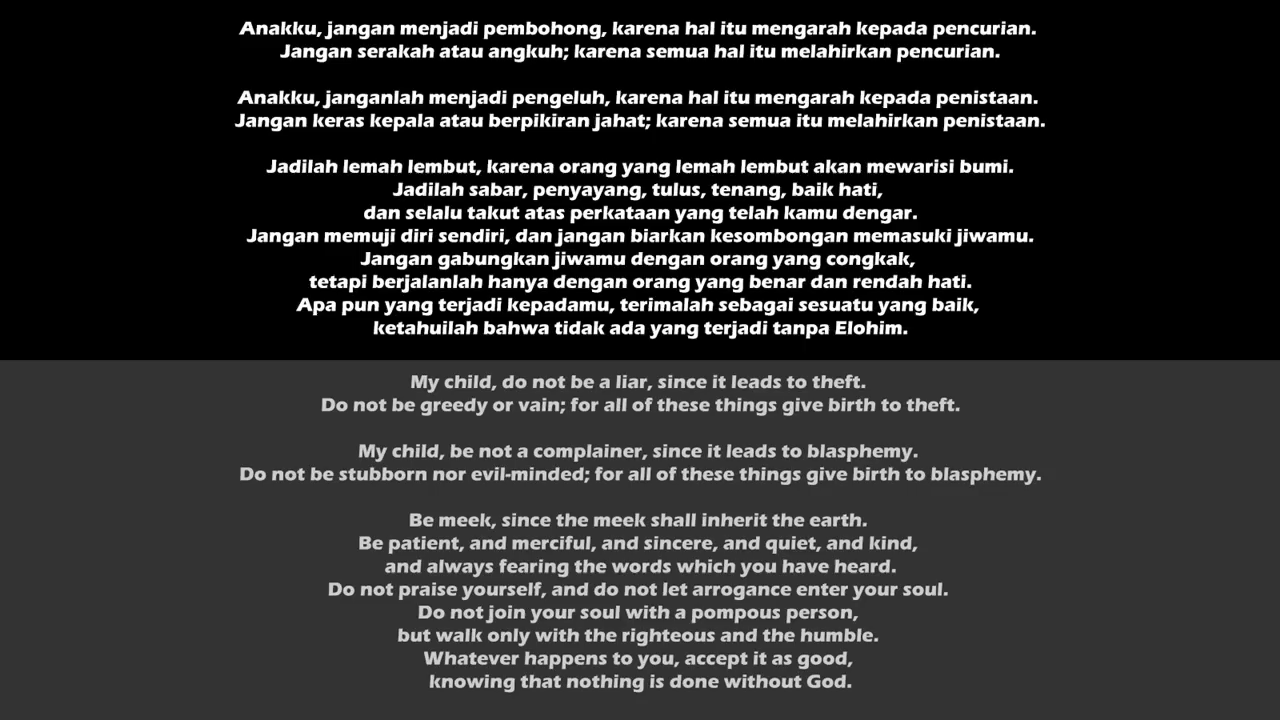 Anakku, jangan menjadi pembohong, karena hal itu mengarah kepada pencurian.
Jangan serakah atau angkuh; karena semua hal itu melahirkan pencurian.
Anakku, janganlah menjadi pengeluh, karena hal itu mengarah kepada penistaan.
Jangan keras kepala atau berpikiran jahat; karena semua itu melahirkan penistaan.
Jadilah lemah lembut, karena orang yang lemah lembut akan mewarisi bumi.
Jadilah sabar, penyayang, tulus, tenang, baik hati,
dan selalu takut atas perkataan yang telah kamu dengar.
Jangan memuji diri sendiri, dan jangan biarkan kesombongan memasuki jiwamu.
Jangan gabungkan jiwamu dengan orang yang congkak,
tetapi berjalanlah hanya dengan orang yang benar dan rendah hati.
Apa pun yang terjadi kepadamu, terimalah sebagai sesuatu yang baik,
ketahuilah bahwa tidak ada yang terjadi tanpa Elohim.
My child, do not be a liar, since it leads to theft.
Do not be greedy or vain; for all of these things give birth to theft.
My child, be not a complainer, since it leads to blasphemy.
Do not be stubborn nor evil-minded; for all of these things give birth to blasphemy.
Be meek, since the meek shall inherit the earth.
Be patient, and merciful, and sincere, and quiet, and kind,
and always fearing the words which you have heard.
Do not praise yourself, and do not let arrogance enter your soul.
Do not join your soul with a pompous person,
but walk only with the righteous and the humble.
Whatever happens to you, accept it as good,
knowing that nothing is done without God.